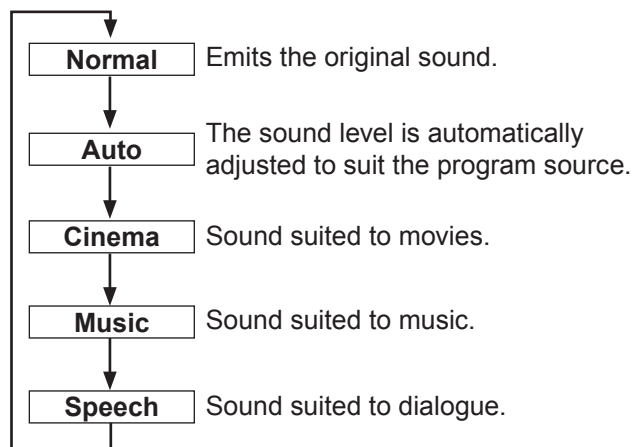 Normal Emits the original sound.
Auto The sound level is automatically
adjusted to suit the program source.
Cinema Sound suited to movies.
Music Sound suited to music.
Speech Sound suited to dialogue.